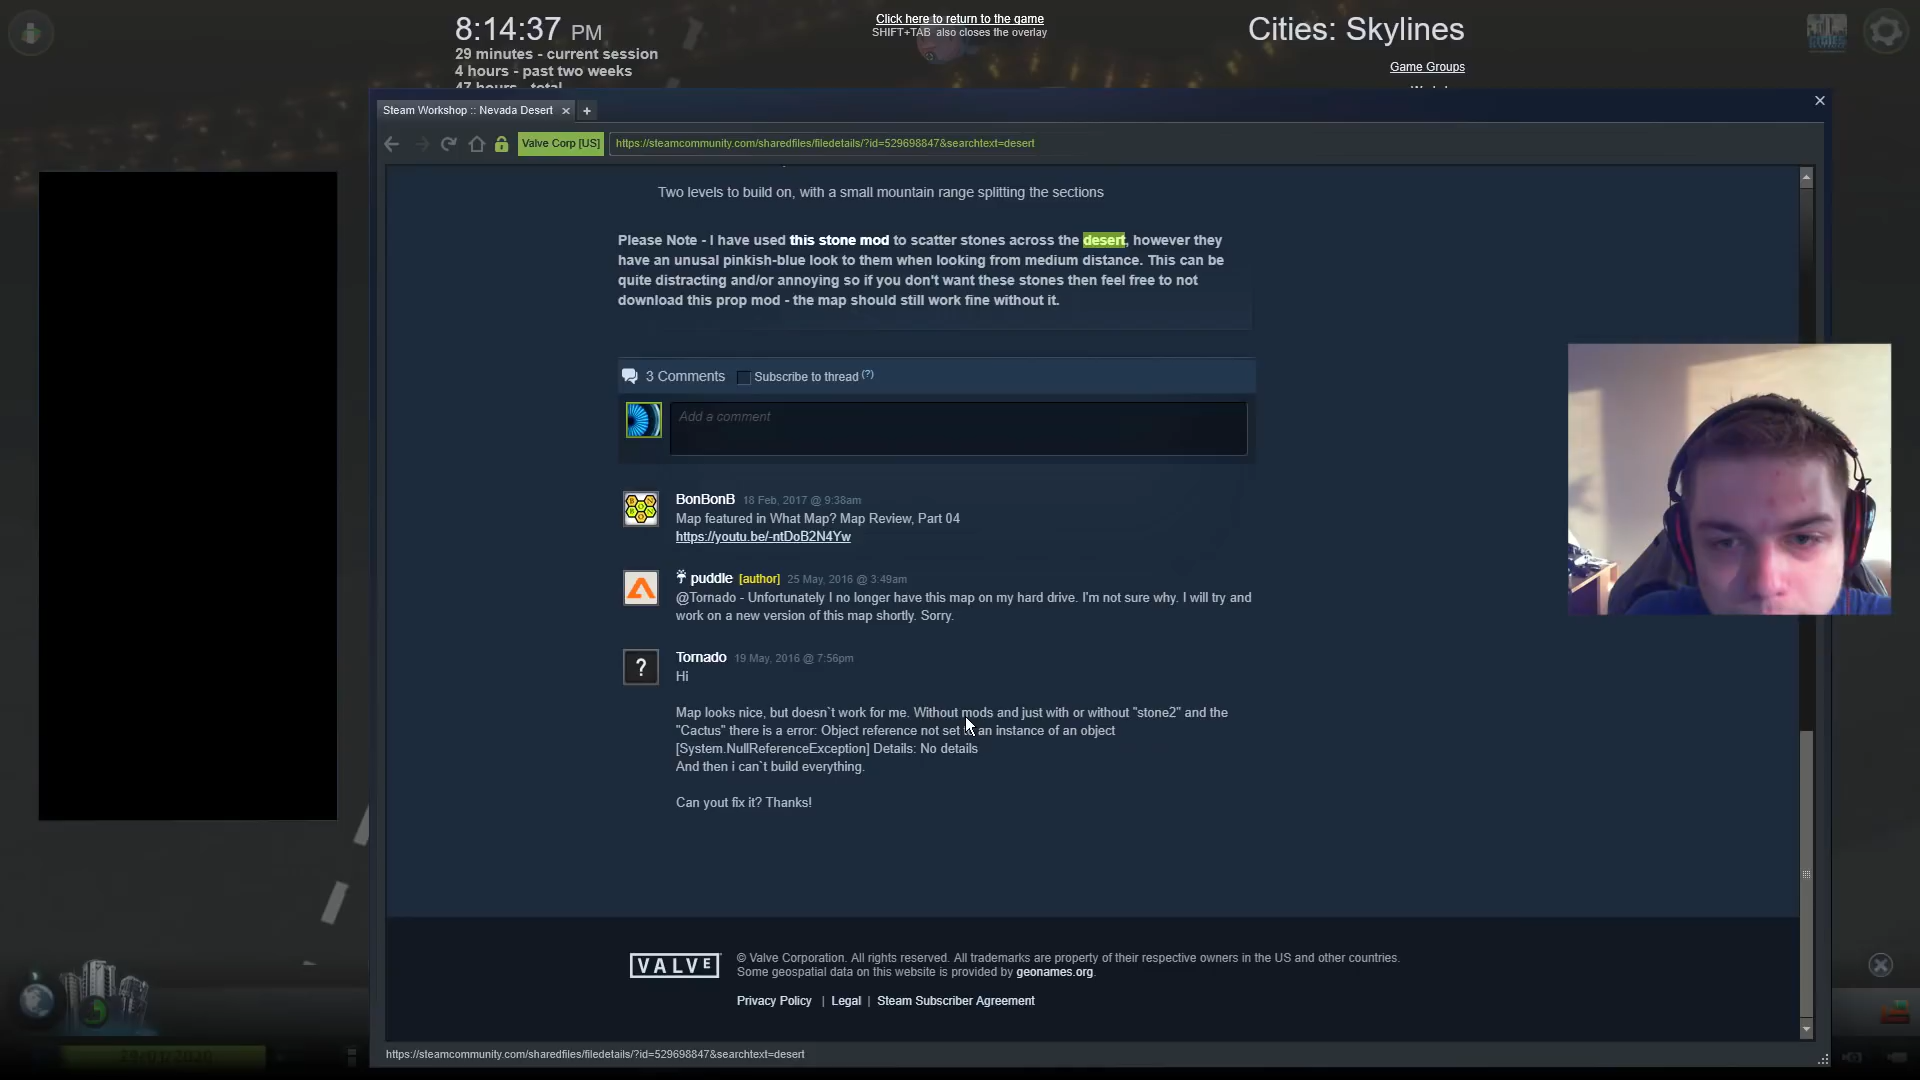 8:14:37 PM
29 minutes - current session
4 hours - past two weeks
47 hours - total
Click here to return to the game
SHIFT+TAB also closes the overlay
Cities: Skylines
Game Groups
Steam Workshop :: Nevada Desert
Valve Corp [US]
https://steamcommunity.com/sharedfiles/filedetails/?id=529698847&searchtext=desert
Two levels to build on, with a small mountain range splitting the sections
Please Note - I have used this stone mod to scatter stones across the desert, however they
have an unusal pinkish-blue look to them when looking from medium distance. This can be
quite distracting and/or annoying so if you don't want these stones then feel free to not
download this prop mod - the map should still work fine without it.
3 Comments Subscribe to thread (?)
Add a comment
BonBonB 18 Feb, 2017 @ 9:38am
Map featured in What Map? Map Review, Part 04
https://youtu.be/-ntDoB2N4Yw
puddle [author] 25 May, 2016 @ 3:49am
@Tornado - Unfortunately I no longer have this map on my hard drive. I'm not sure why. I will try and
work on a new version of this map shortly. Sorry.
Tornado 19 May, 2016 @ 7:56pm
Hi
Map looks nice, but doesn`t work for me. Without mods and just with or without "stone2" and the
"Cactus" there is a error: Object reference not set an instance of an object
[System.NullReferenceException] Details: No details
And then i can`t build everything.
Can yout fix it? Thanks!
VALVE
© Valve Corporation. All rights reserved. All trademarks are property of their respective owners in the US and other countries.
Some geospatial data on this website is provided by geonames.org.
Privacy Policy | Legal | Steam Subscriber Agreement
https://steamcommunity.com/sharedfiles/filedetails/?id=529698847&searchtext=desert